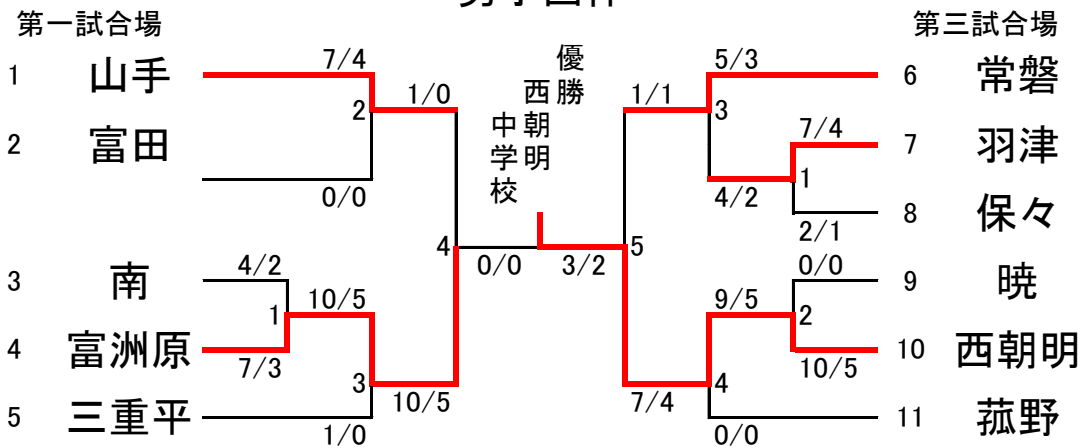 第一試合場
第三試合場
優勝
西朝明
中学校
1 山手 7/4
2 富田 0/0
2 1/0
3 南 4/2
4 富洲原 7/3
1 10/5
5 三重平 1/0
3 10/5
4 0/0
3/2 5
1/1 3
5/3 6 常磐
7/4 7 羽津
4/2 1
2/1 8 保々
0/0 9 暁
9/5 2
10/5 10 西朝明
7/4 4
0/0 11 菰野